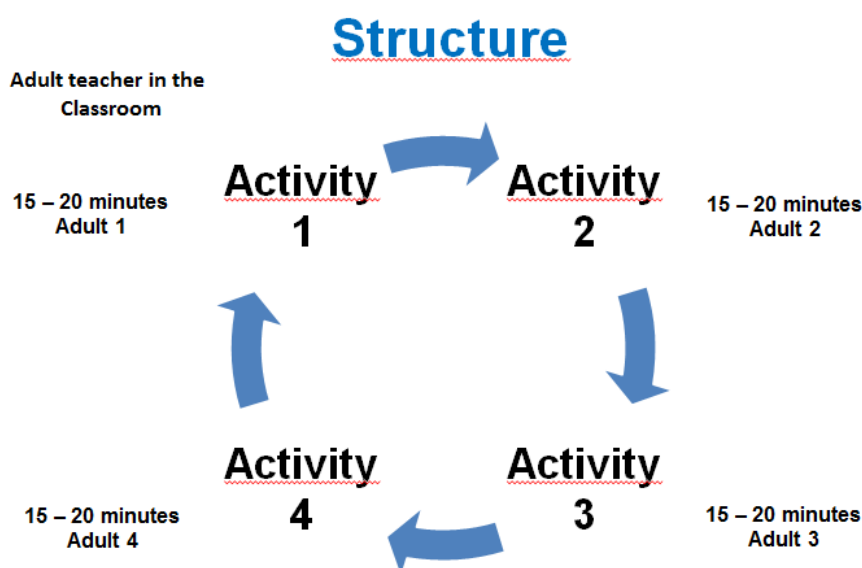 Structure
Adult teacher in the
Classroom
Activity
1
15 – 20 minutes
Adult 1
Activity
2
15 – 20 minutes
Adult 2
Activity
3
15 – 20 minutes
Adult 3
Activity
4
15 – 20 minutes
Adult 4